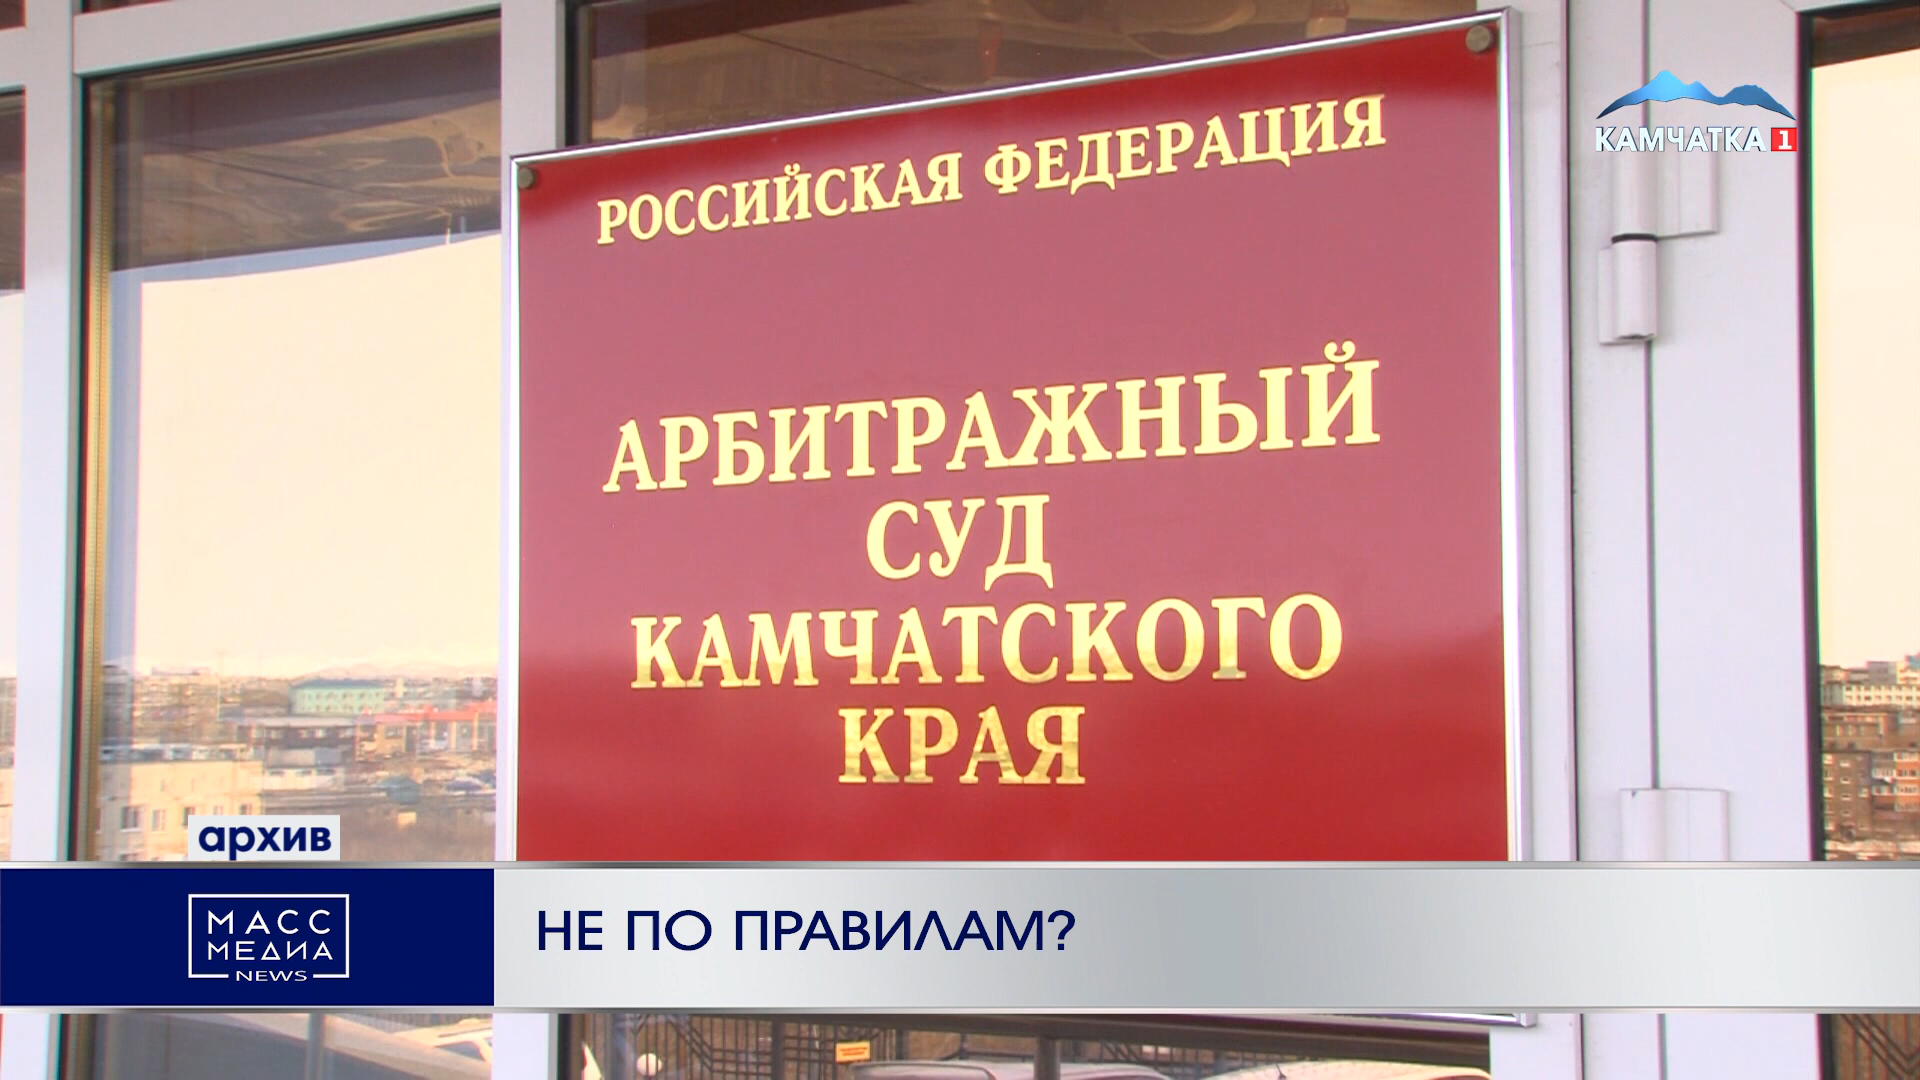 КАМЧАТКА 1
РОССИЙСКАЯ ФЕДЕРАЦИЯ
АРБИТРАЖНЫЙ
СУД
КАМЧАТСКОГО
КРАЯ
архив
МАСС
МЕДИА
NEWS
НЕ ПО ПРАВИЛАМ?